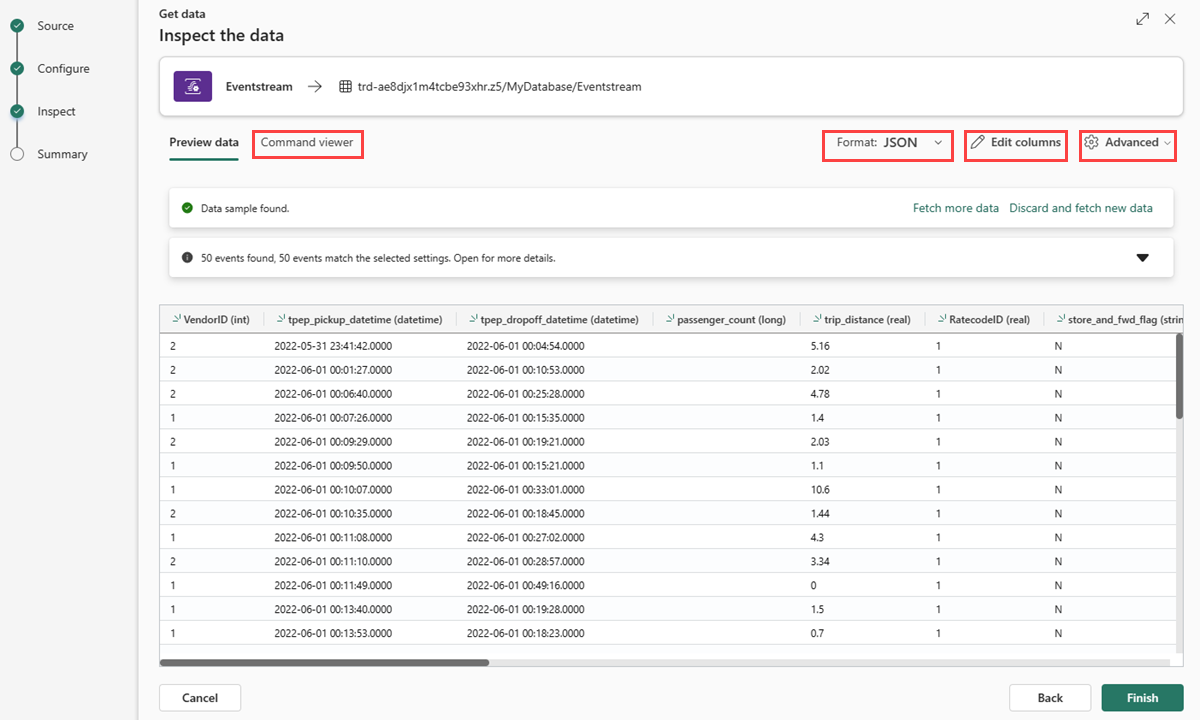 Source
Configure
Inspect
Summary
Get data
Inspect the data
Eventstream → trd-ae8djx1m4tcbe93xhr.z5/MyDatabase/Eventstream
Preview data Command viewer Format: JSON Edit columns Advanced
Data sample found. Fetch more data Discard and fetch new data
50 events found, 50 events match the selected settings. Open for more details.
VendorID (int) tpep_pickup_datetime (datetime) tpep_dropoff_datetime (datetime) passenger_count (long) trip_distance (real) RatecodeID (real) store_and_fwd_flag (strin
2 2022-05-31 23:41:42.0000 2022-06-01 00:04:54.0000 5.16 1 N
2 2022-06-01 00:01:27.0000 2022-06-01 00:10:53.0000 2.02 1 N
2 2022-06-01 00:06:40.0000 2022-06-01 00:25:28.0000 4.78 1 N
1 2022-06-01 00:07:26.0000 2022-06-01 00:15:35.0000 1.4 1 N
2 2022-06-01 00:09:29.0000 2022-06-01 00:19:21.0000 2.03 1 N
1 2022-06-01 00:09:50.0000 2022-06-01 00:15:21.0000 1.1 1 N
1 2022-06-01 00:10:07.0000 2022-06-01 00:33:01.0000 10.6 1 N
2 2022-06-01 00:10:35.0000 2022-06-01 00:18:45.0000 1.44 1 N
1 2022-06-01 00:11:08.0000 2022-06-01 00:27:02.0000 4.3 1 N
2 2022-06-01 00:11:10.0000 2022-06-01 00:28:57.0000 3.34 1 N
1 2022-06-01 00:11:49.0000 2022-06-01 00:49:16.0000 0 1 N
1 2022-06-01 00:13:40.0000 2022-06-01 00:19:28.0000 1.5 1 N
1 2022-06-01 00:13:53.0000 2022-06-01 00:18:23.0000 0.7 1 N
Cancel Back Finish